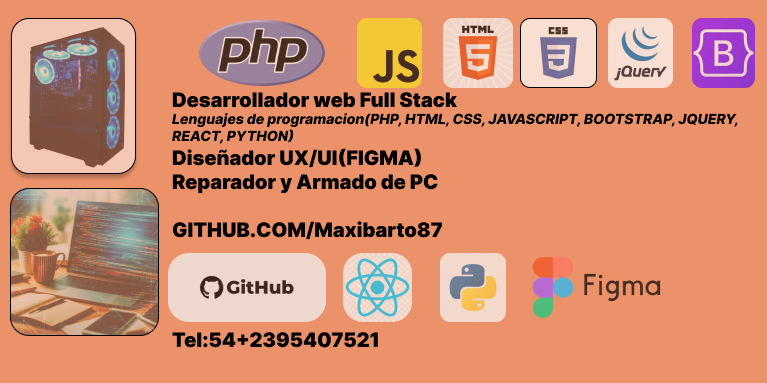 php
JS
HTML
CSS
jQuery
B
Desarrollador web Full Stack
Lenguajes de programacion(PHP, HTML, CSS, JAVASCRIPT, BOOTSTRAP, JQUERY,
REACT, PYTHON)
Diseñador UX/UI(FIGMA)
Reparador y Armado de PC
GITHUB.COM/Maxibarto87
GitHub
Figma
Tel:54+2395407521